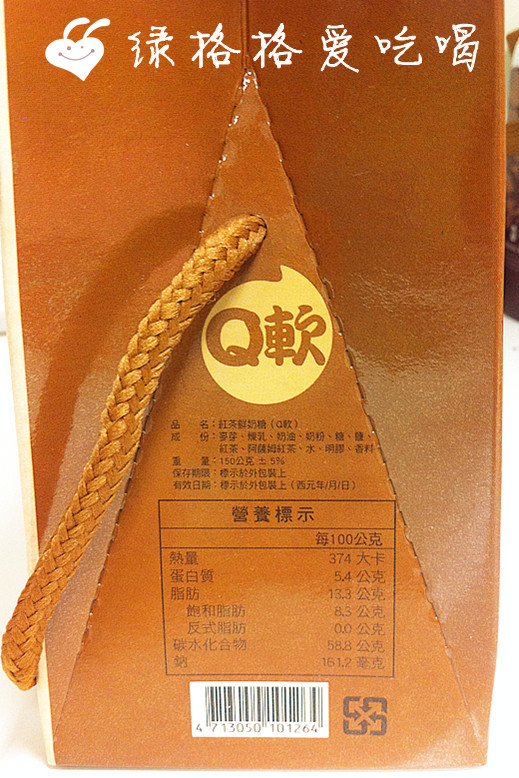 绿格格爱吃喝
Q軟
品　名：紅茶鮮奶糖（Q軟）
成　份：麥芽、煉乳、奶油、奶粉、糖、鹽、
紅茶、阿薩姆紅茶、水、明膠、香料
重　量：150公克 ± 5%
保存期限：標示於外包裝上
有效日期：標示於外包裝上（西元年/月/日）
營養標示
每100公克
熱量 374 大卡
蛋白質 5.4 公克
脂肪 13.3 公克
飽和脂肪 8.3 公克
反式脂肪 0.0 公克
碳水化合物 58.8 公克
鈉 161.2 毫克
4 713050 101264